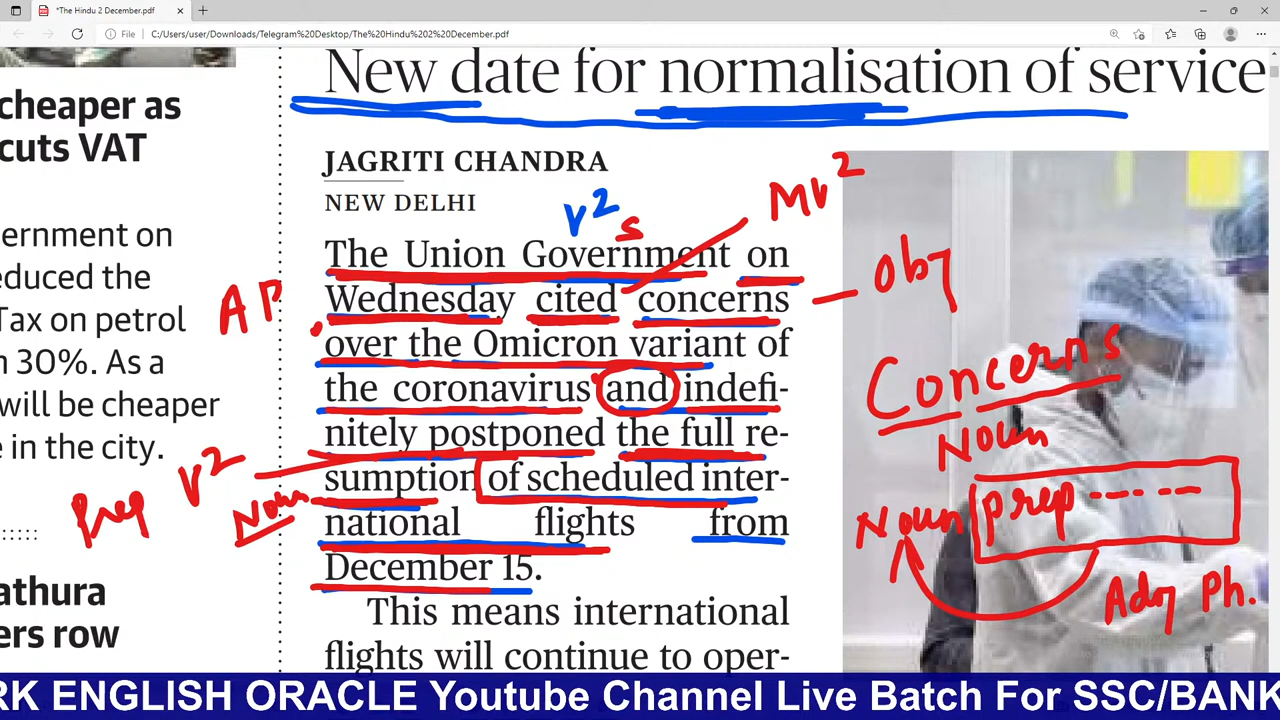 *The Hindu 2 December.pdf
File
C:/Users/user/Downloads/Telegram%20Desktop/The%20Hindu%202%20December.pdf
New date for normalisation of service
cheaper as
cuts VAT
ernment on
educed the
Tax on petrol
30%. As a
will be cheaper
e in the city.
athura
ers row
JAGRITI CHANDRA
NEW DELHI
The Union Government on
Wednesday cited concerns
over the Omicron variant of
the coronavirus and indefi-
nitely postponed the full re-
sumption of scheduled inter-
national flights from
December 15.
This means international
flights will continue to oper-
V2
S
MV2
Obj
AP
Concerns
Noun
V2
Prep
Noun
Noun
prep
Adj Ph.
RK ENGLISH ORACLE Youtube Channel Live Batch For SSC/BANK